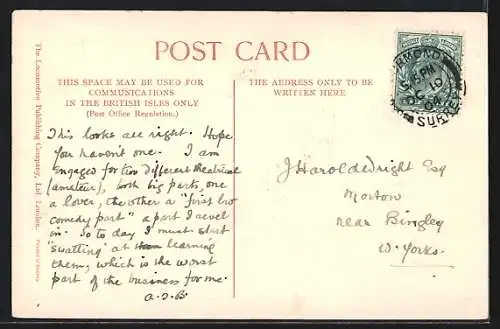 POST CARD
THIS SPACE MAY BE USED FOR
COMMUNICATIONS
IN THE BRITISH ISLES ONLY
(Post Office Regulation.)
THE ADDRESS ONLY TO BE
WRITTEN HERE
The Locomotive Publishing Company, Ltd. London.
This looks all right. Hope
you haven't one. I am
engaged for two different theatrical
(amateur), both big parts, one
a lover, the other a "first low
comedy part" a part I revel
in. So to day I must start
"swatting" at learning
them, which is the worst
part of the business for me.
J Harold Wright Esq
Morton
near Bingley
W. Yorks.
RICHMOND
10
04
SURREY